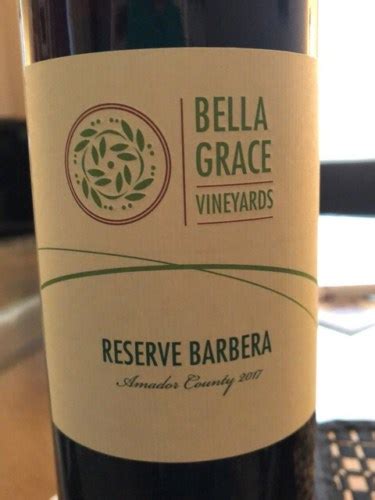 BELLA
GRACE
VINEYARDS
RESERVE BARBERA
Amador County 2017